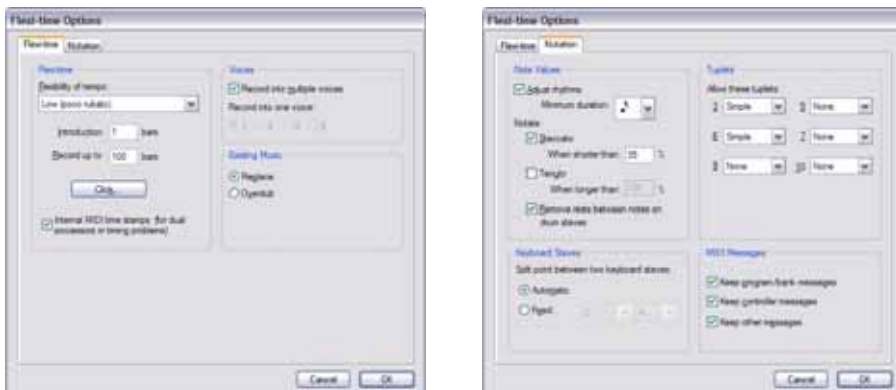 Flexi-time Options
Flexi-time Notation
Flexi-time
Flexibility of tempo:
Low (poco rubato)
Introduction: 1 bars
Record up to: 100 bars
Click...
Internal MIDI time stamps (for dual
processors or timing problems)
Voices
Record into multiple voices
Record into one voice:
Existing Music
Replace
Overdub
Cancel OK
Flexi-time Options
Flexi-time Notation
Note Values
Adjust rhythms
Minimum duration:
Notate
Staccato
When shorter than: 35 %
Tenuto
When longer than: %
Remove rests between notes on
drum staves
Keyboard Staves
Split point between two keyboard staves:
Automatic
Fixed:
Tuplets
Allow these tuplets:
3 Simple 5 None
6 Simple 7 None
9 None 10 None
MIDI Messages
Keep program/bank messages
Keep controller messages
Keep other messages
Cancel OK